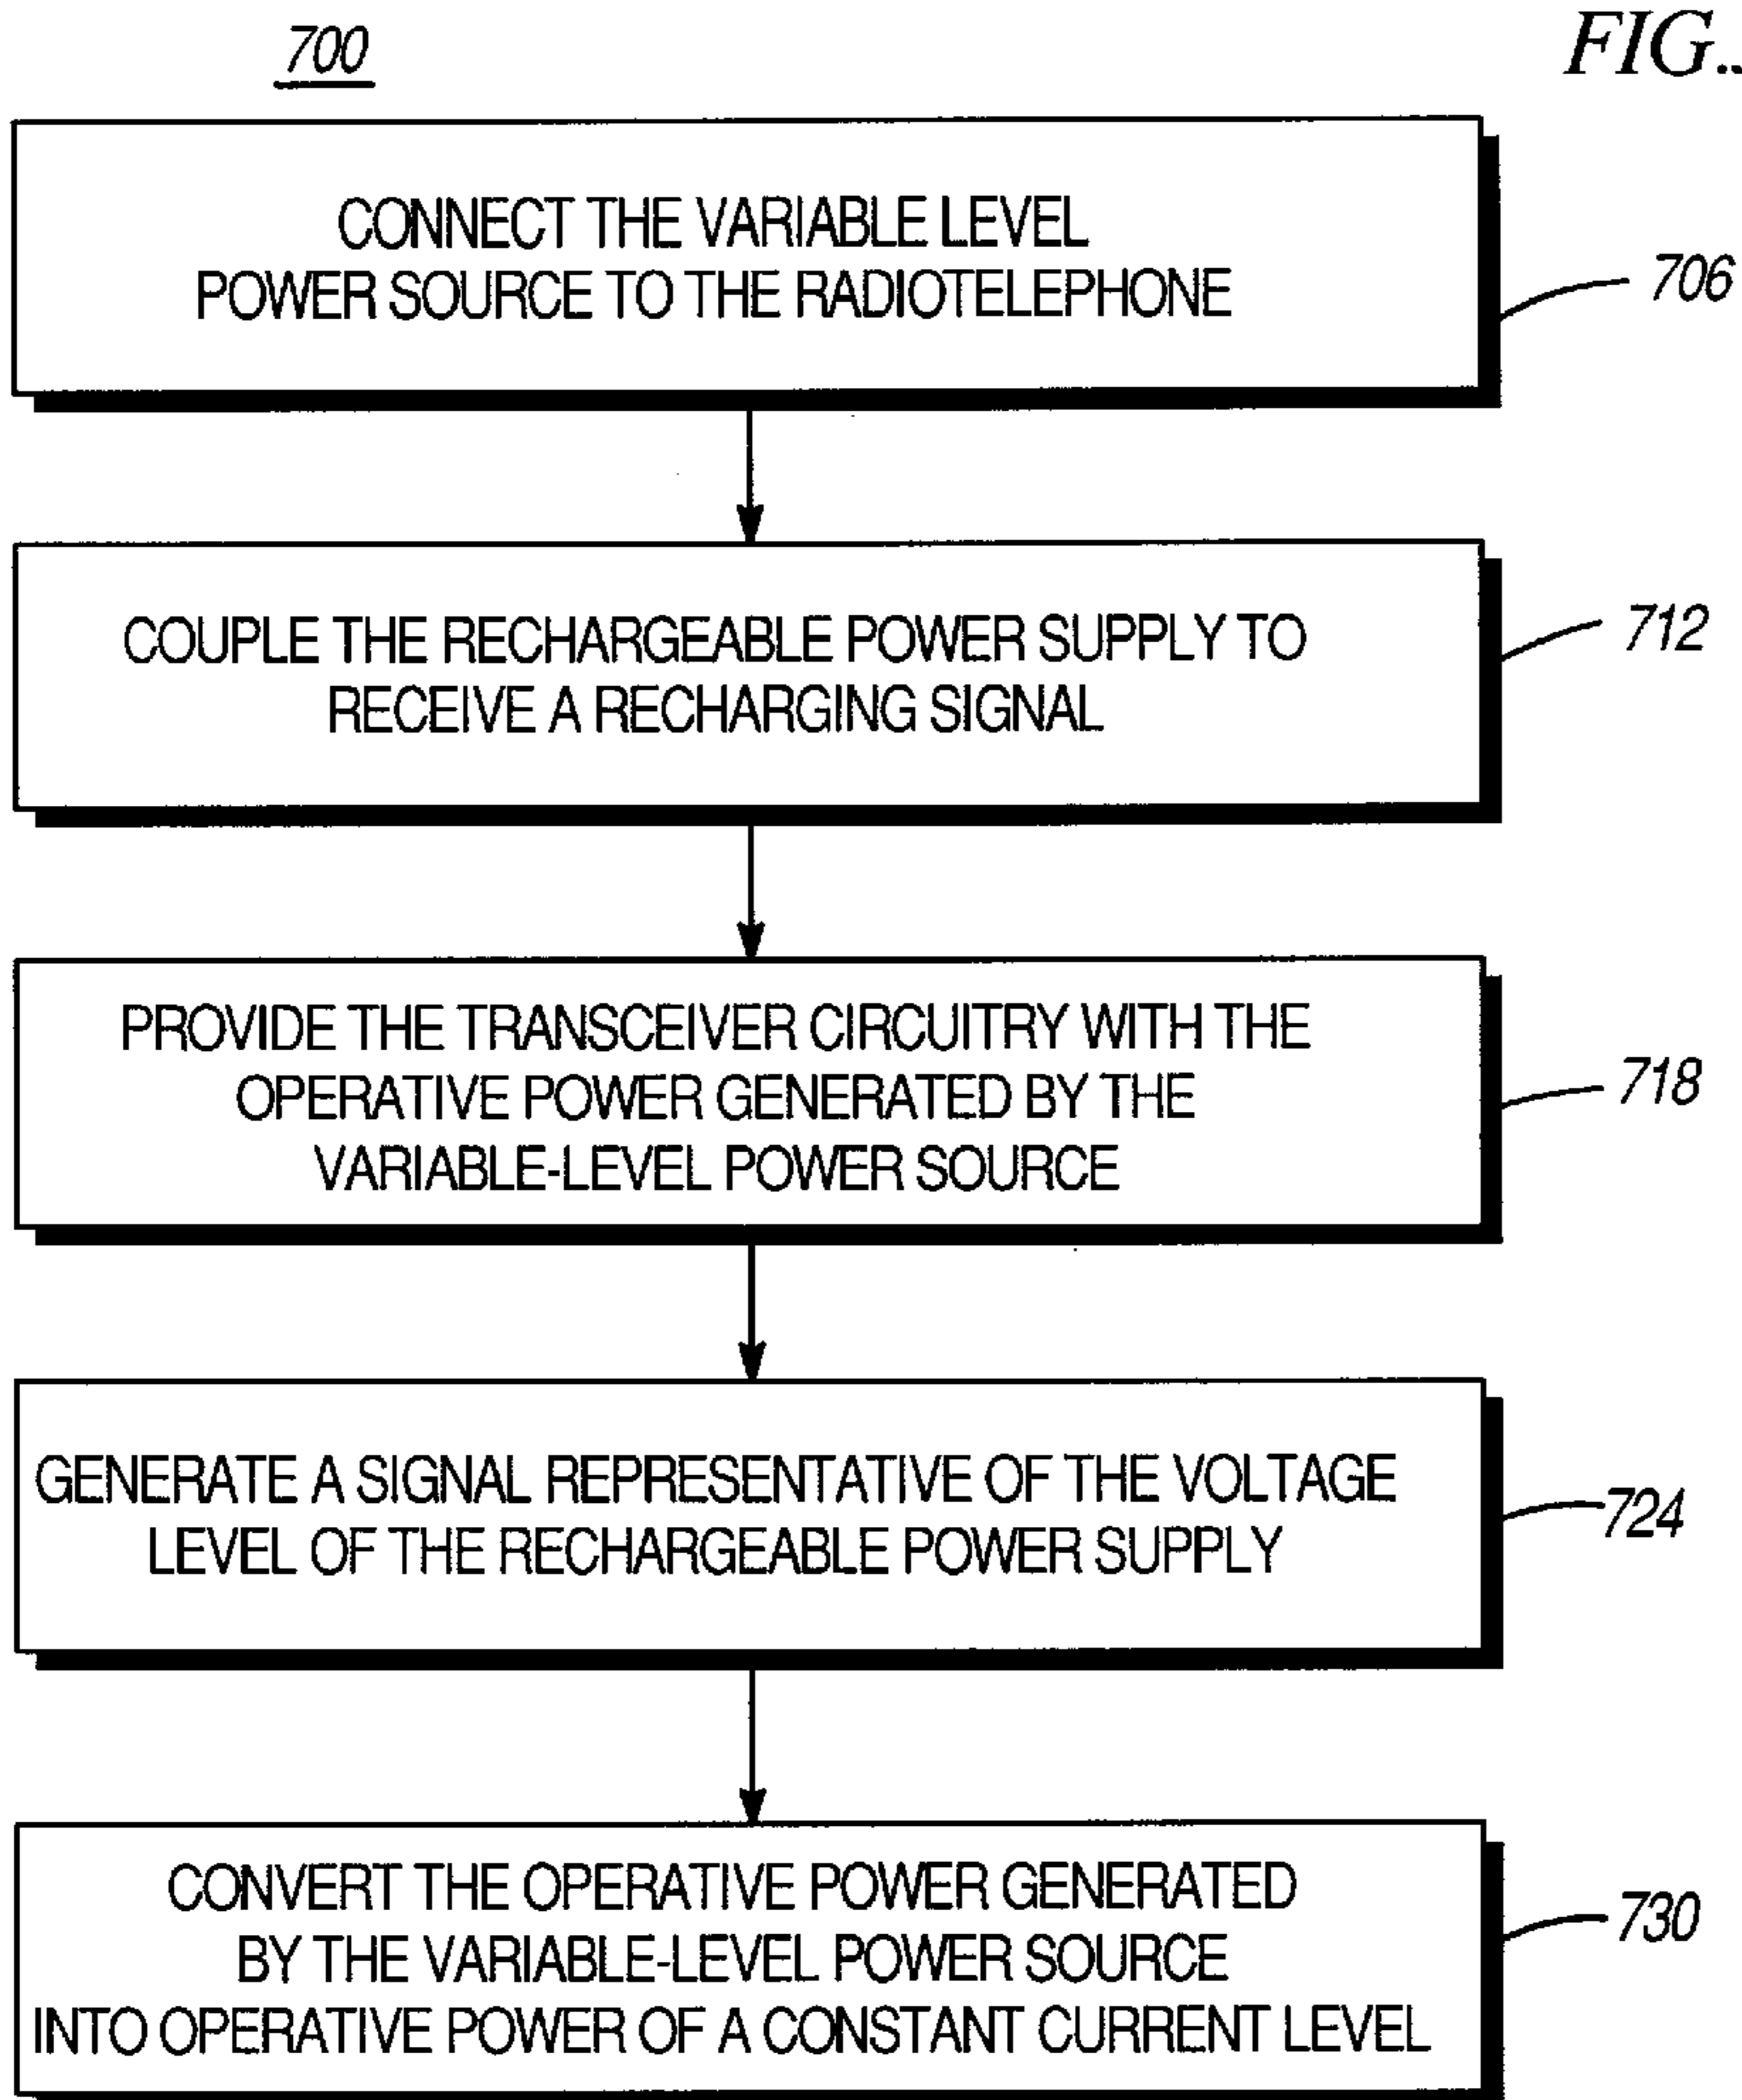 700
FIG..
CONNECT THE VARIABLE LEVEL
POWER SOURCE TO THE RADIOTELEPHONE
706
COUPLE THE RECHARGEABLE POWER SUPPLY TO
RECEIVE A RECHARGING SIGNAL
712
PROVIDE THE TRANSCEIVER CIRCUITRY WITH THE
OPERATIVE POWER GENERATED BY THE
VARIABLE-LEVEL POWER SOURCE
718
GENERATE A SIGNAL REPRESENTATIVE OF THE VOLTAGE
LEVEL OF THE RECHARGEABLE POWER SUPPLY
724
CONVERT THE OPERATIVE POWER GENERATED
BY THE VARIABLE-LEVEL POWER SOURCE
INTO OPERATIVE POWER OF A CONSTANT CURRENT LEVEL
730